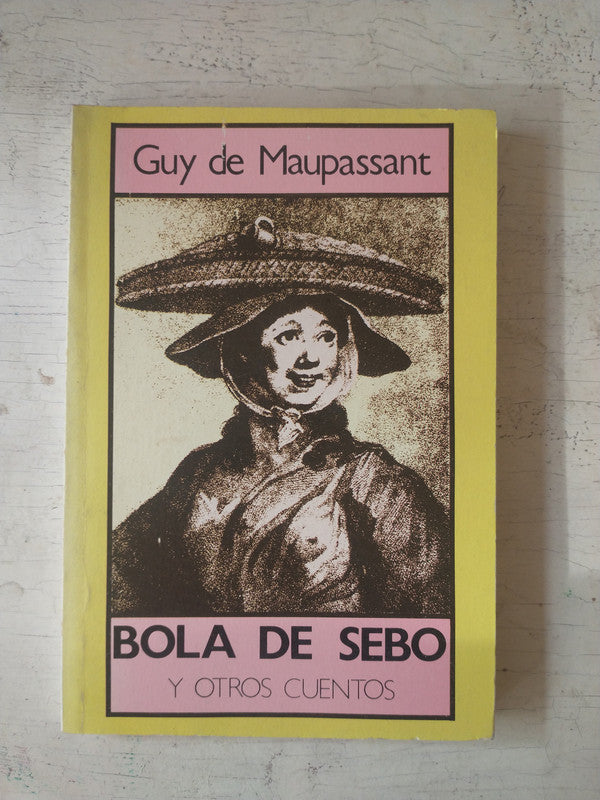 Guy de Maupassant
BOLA DE SEBO
Y OTROS CUENTOS